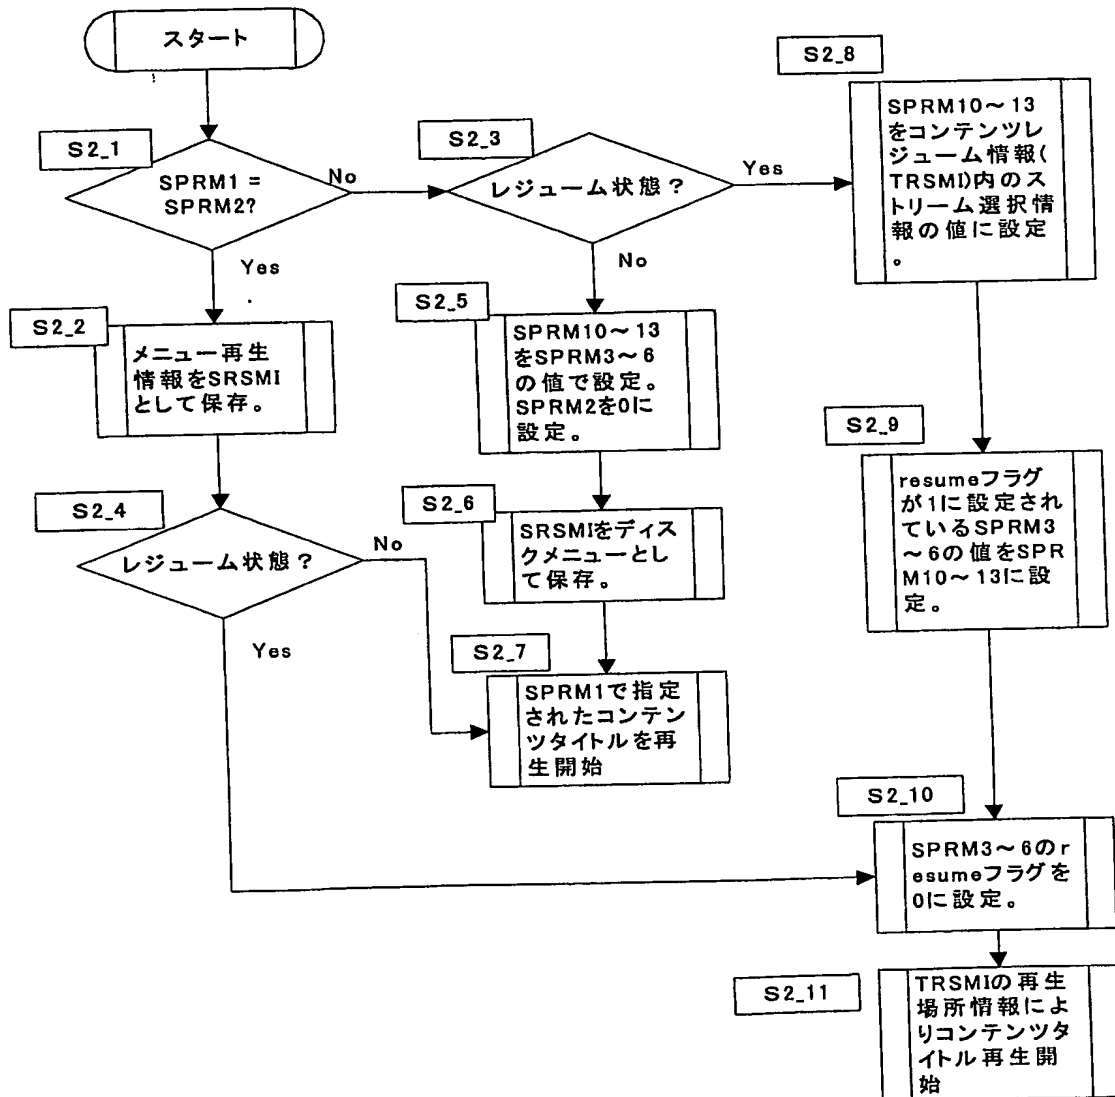 スタート
S2_1
SPRM1 =
SPRM2?
No
Yes
S2_2
メニュー再生
情報をSRSMI
として保存。
S2_4
レジューム状態？
No
Yes
S2_3
レジューム状態？
Yes
No
S2_5
SPRM10～13
をSPRM3～6
の値で設定。
SPRM2を0に
設定。
S2_6
SRSMIをディス
クメニューとし
て保存。
S2_7
SPRM1で指定
されたコンテン
ツタイトルを再
生開始
S2_8
SPRM10～13
をコンテンツレ
ジューム情報(
TRSMI)内のス
トリーム選択情
報の値に設定
。
S2_9
resumeフラグ
が1に設定され
ているSPRM3
～6の値をSPR
M10～13に設
定。
S2_10
SPRM3～6のr
esumeフラグを
0に設定。
S2_11
TRSMIの再生
場所情報によ
りコンテンツタ
イトル再生開
始